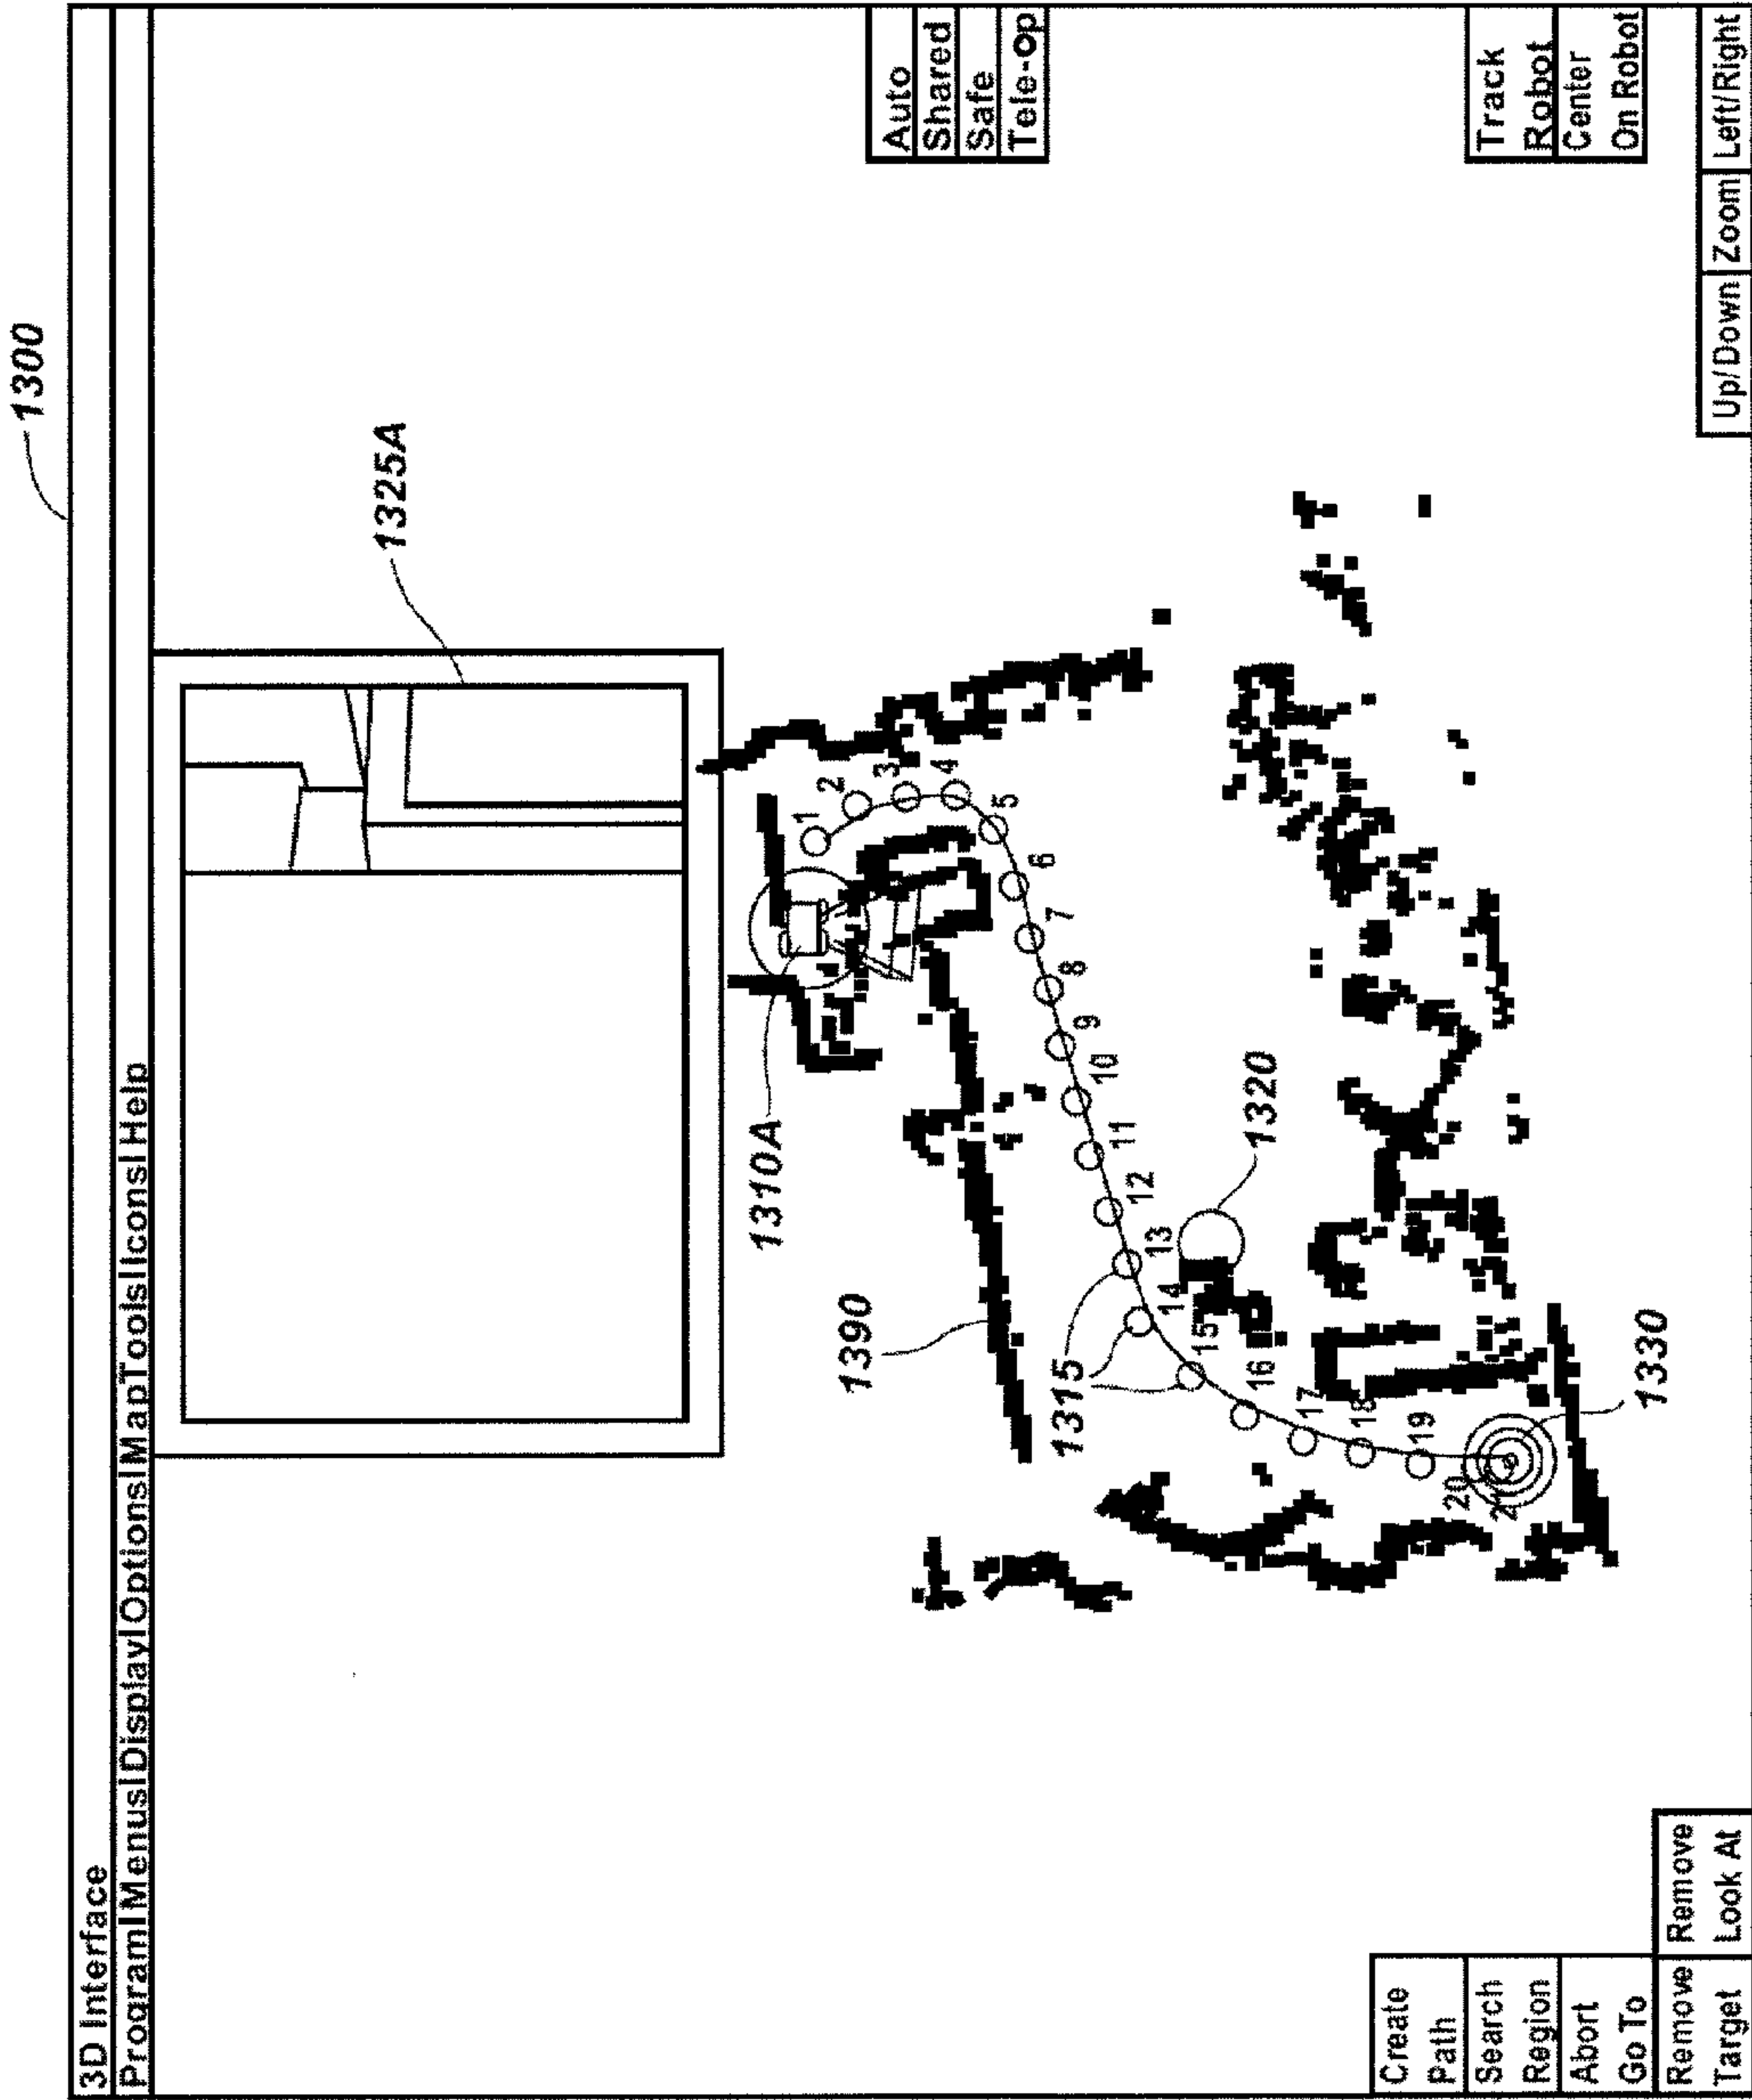 1300
3D Interface
Program|Menus|Display|Options|MapTools|Icons|Help
1325A
1310A
1
2
3
4
5
6
7
8
9
10
11
12
13
14
15
16
17
18
19
20
21
1390
1315
1320
1330
Auto
Shared
Safe
Tele-op
Track
Robot
Center
On Robot
Create
Path
Search
Region
Abort
Go To
Remove
Target
Remove
Look At
Up/Down
Zoom
Left/Right